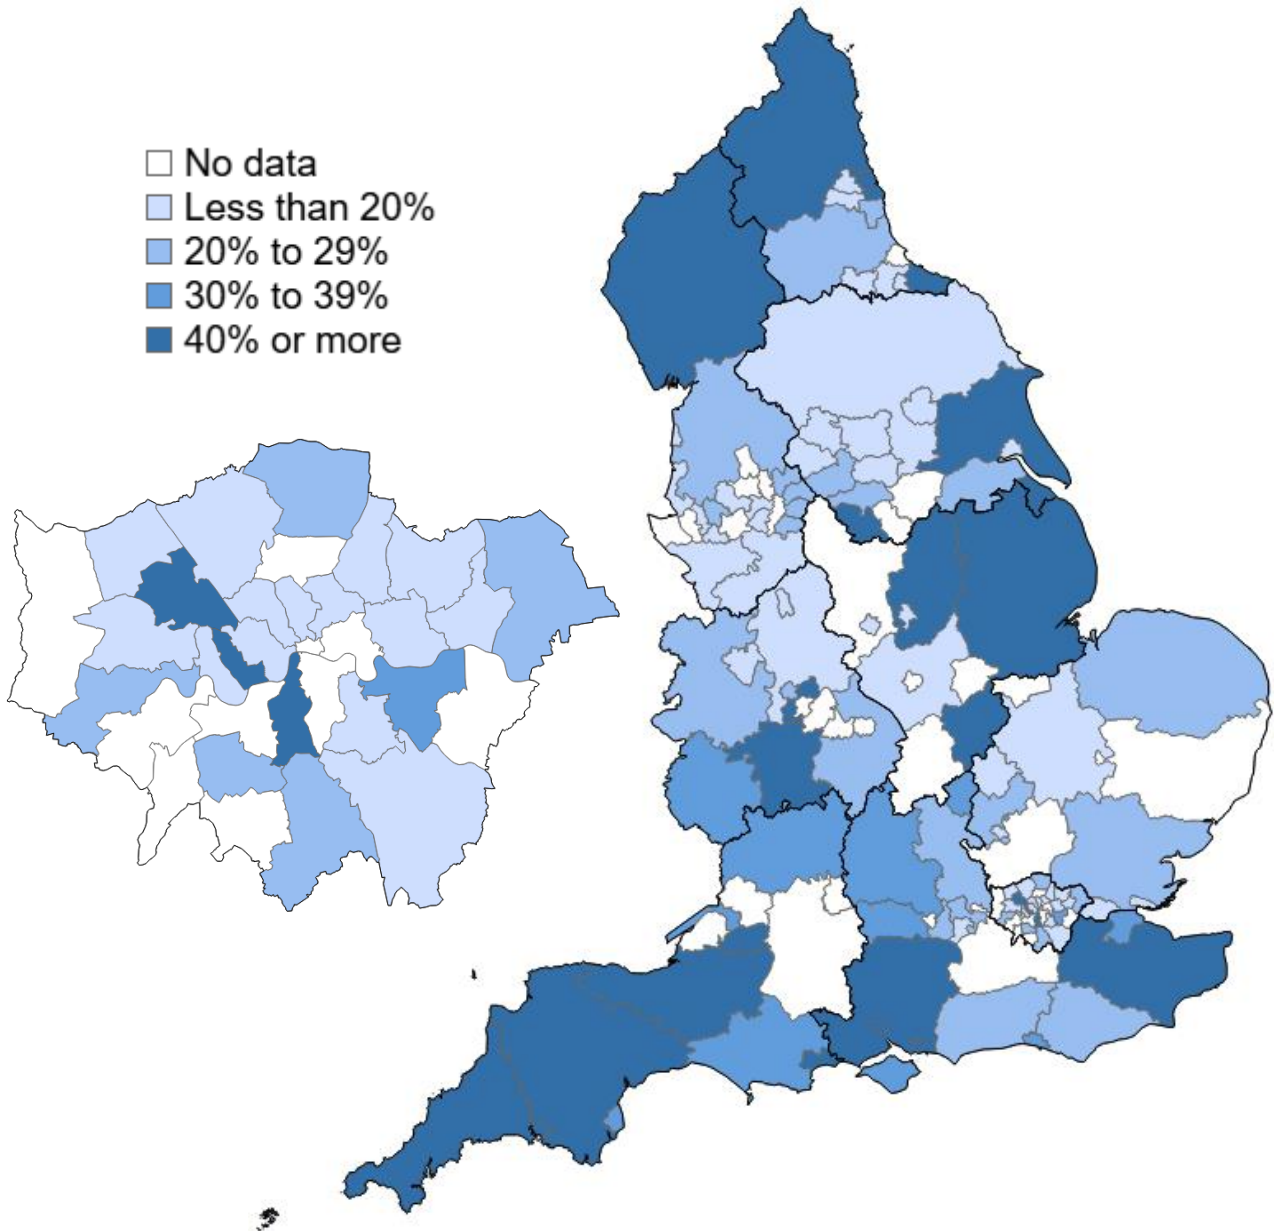 No data
Less than 20%
20% to 29%
30% to 39%
40% or more